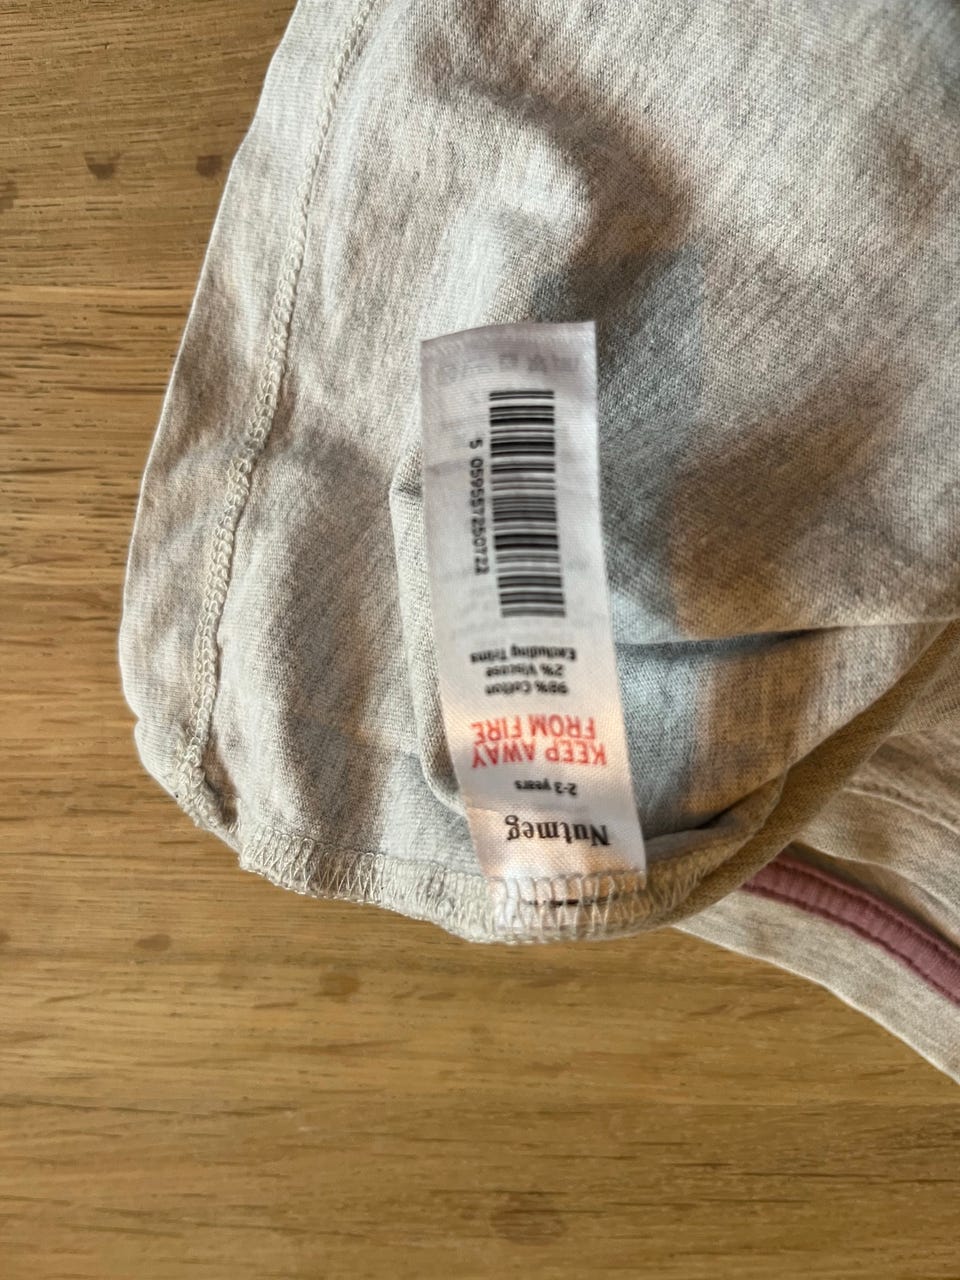 Nutmeg
2-3 years
KEEP AWAY
FROM FIRE
98% Cotton
2% Viscose
Excluding Trims
5 059557250722